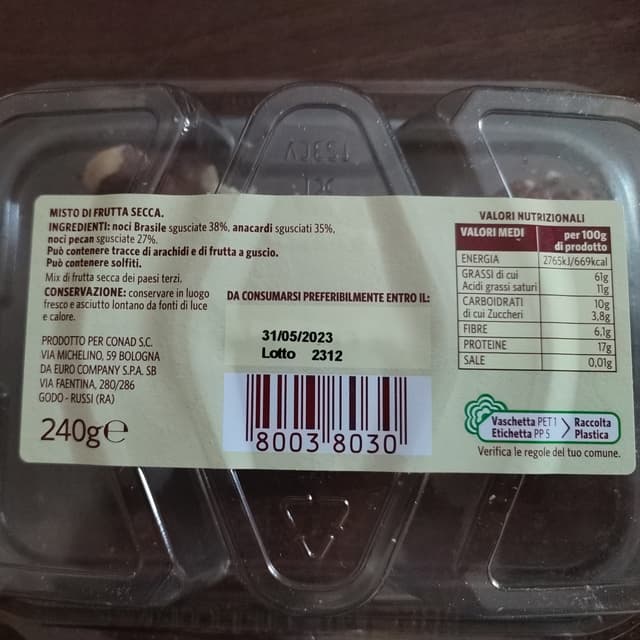 MISTO DI FRUTTA SECCA.
INGREDIENTI: noci Brasile sgusciate 38%, anacardi sgusciati 35%,
noci pecan sgusciate 27%.
Può contenere tracce di arachidi e di frutta a guscio.
Può contenere solfiti.
Mix di frutta secca dei paesi terzi.
CONSERVAZIONE: conservare in luogo
fresco e asciutto lontano da fonti di luce
e calore.
PRODOTTO PER CONAD S.C.
VIA MICHELINO, 59 BOLOGNA
DA EURO COMPANY S.P.A. SB
VIA FAENTINA, 280/286
GODO - RUSSI (RA)
240g℮
DA CONSUMARSI PREFERIBILMENTE ENTRO IL:
31/05/2023
Lotto 2312
8003 8030
VALORI NUTRIZIONALI
VALORI MEDI per 100g
di prodotto
ENERGIA 2765kJ/669kcal
GRASSI di cui 61g
Acidi grassi saturi 11g
CARBOIDRATI 10g
di cui Zuccheri 3,8g
FIBRE 6,1g
PROTEINE 17g
SALE 0,01g
Vaschetta PET 1 Raccolta
Etichetta PP 5 Plastica
Verifica le regole del tuo comune.